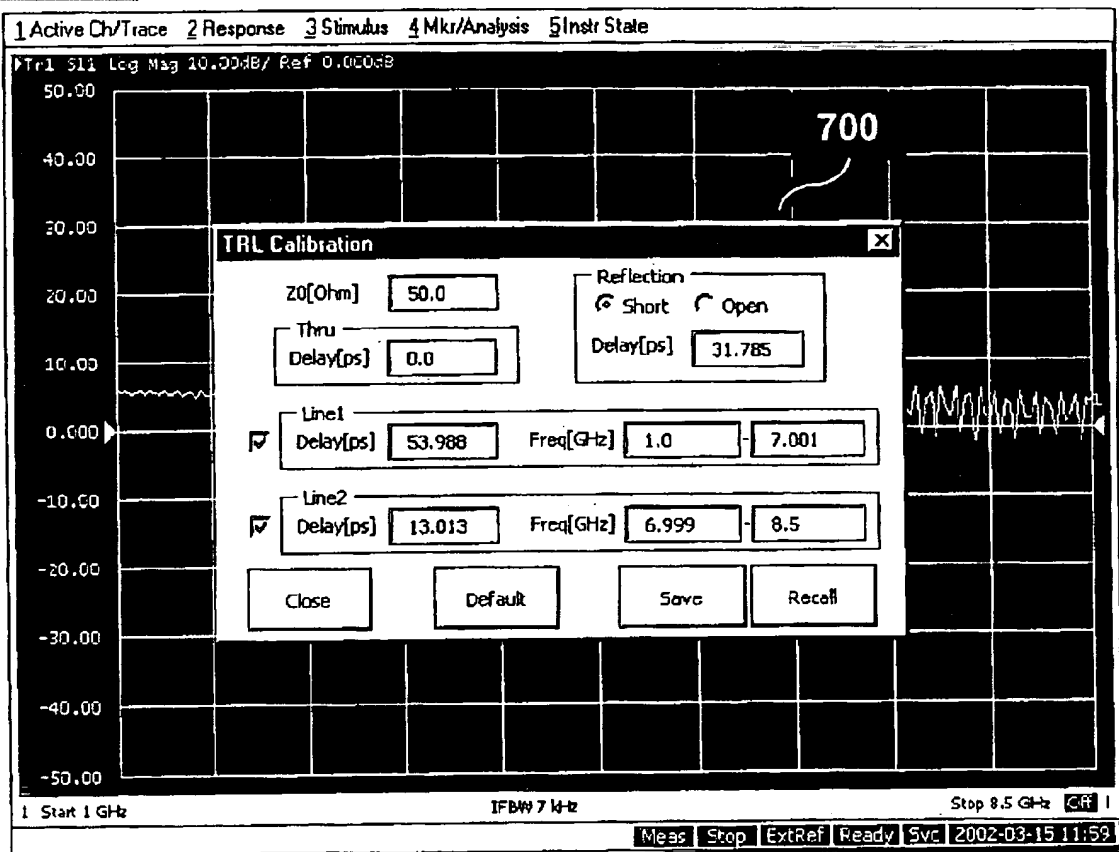 1 Active Ch/Trace 2 Response 3 Stimulus 4 Mkr/Analysis 5 Instr State
Tr1 S11 Log Mag 10.00dB/ Ref 0.000dB
50.00
700
40.00
30.00
TRL Calibration X
Z0[Ohm] 50.0
Reflection
Short Open
20.00
Thru
Delay[ps] 0.0
Delay[ps] 31.785
10.00
Line1
0.000
Delay[ps] 53.988 Freq[GHz] 1.0 - 7.001
-10.00
Line2
Delay[ps] 13.013 Freq[GHz] 6.999 - 8.5
-20.00
Close Default Save Recall
-30.00
-40.00
-50.00
1 Start 1 GHz IFBW 7 kHz Stop 8.5 GHz Off
Meas Stop ExtRef Ready Svc 2002-03-15 11:59